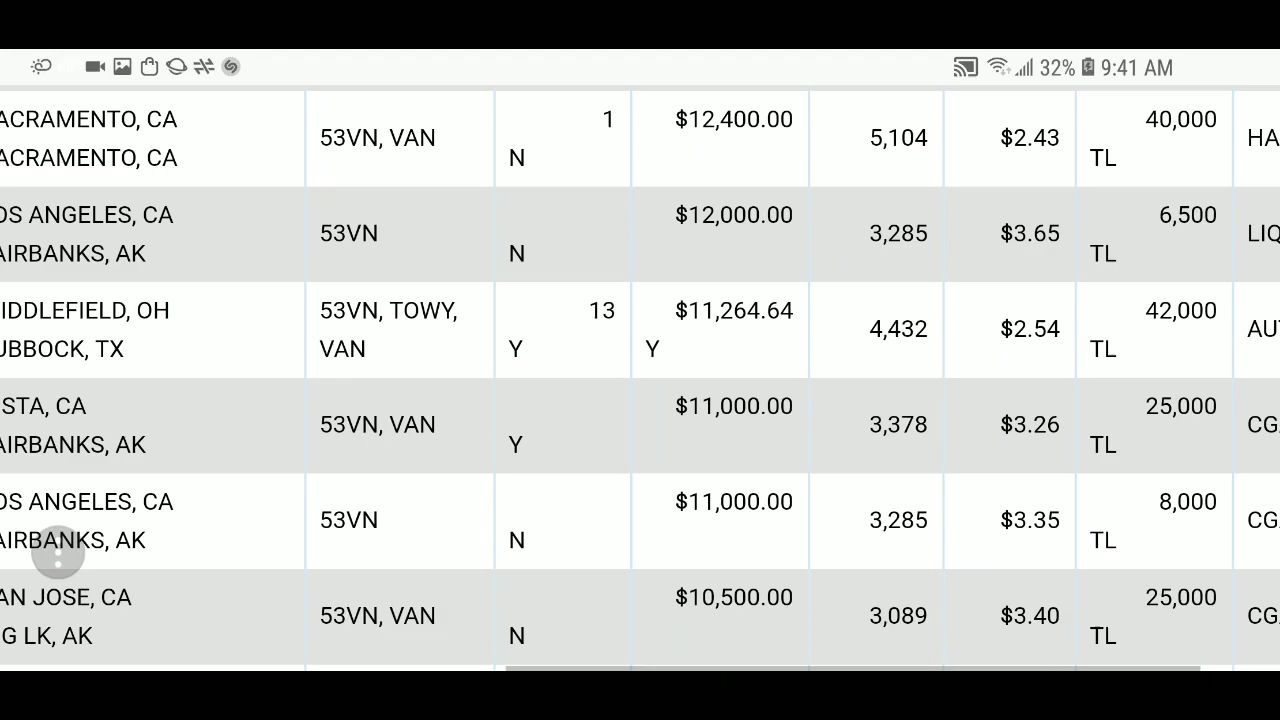 32% 9:41 AM
ACRAMENTO, CA 1 $12,400.00 40,000
53VN, VAN 5,104 $2.43 HA
ACRAMENTO, CA N TL
OS ANGELES, CA $12,000.00 6,500
53VN 3,285 $3.65 LIQ
AIRBANKS, AK N TL
IDDLEFIELD, OH 53VN, TOWY, 13 $11,264.64 42,000
4,432 $2.54 AU
UBBOCK, TX VAN Y Y TL
STA, CA $11,000.00 25,000
53VN, VAN 3,378 $3.26 CG
AIRBANKS, AK Y TL
OS ANGELES, CA $11,000.00 8,000
53VN 3,285 $3.35 CG
AIRBANKS, AK N TL
AN JOSE, CA $10,500.00 25,000
53VN, VAN 3,089 $3.40 CG
G LK, AK N TL